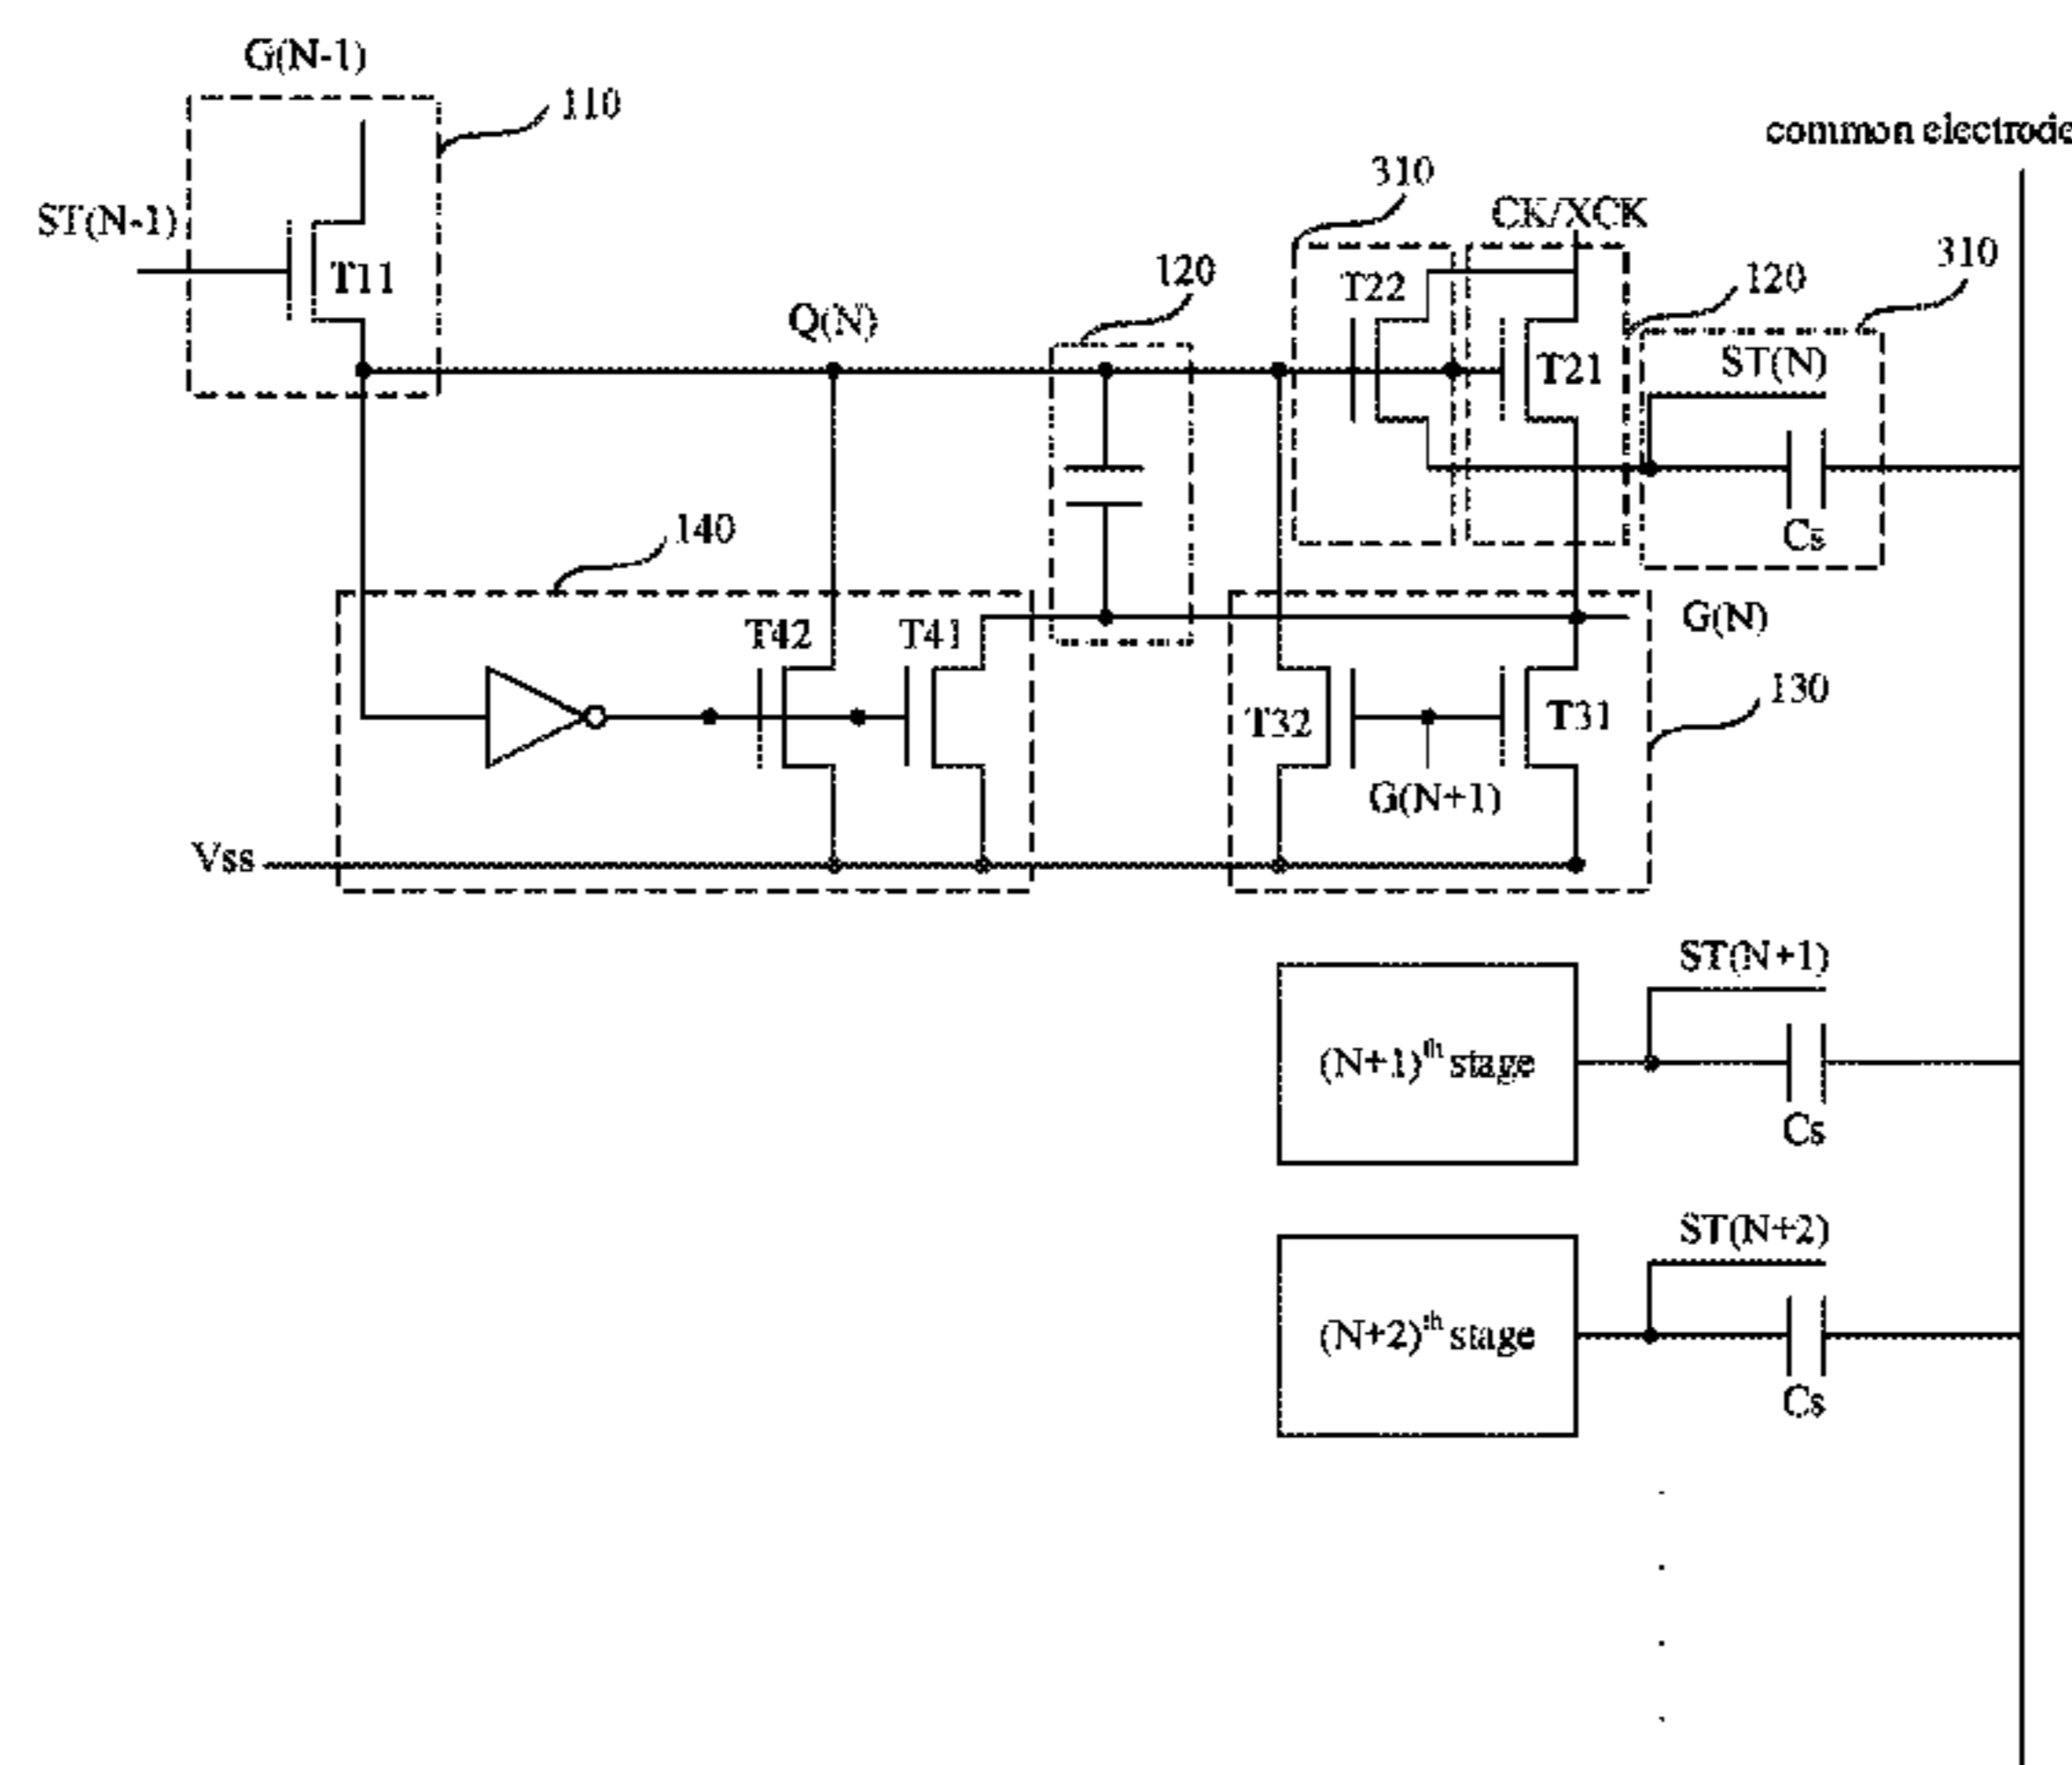 G(N-1)
110
common electrode
310
ST(N-1)
CK/XCK
310
T11
120
T22
120
Q(N)
T21
ST(N)
140
Cs
T42
T41
G(N)
130
T32
T31
G(N+1)
Vss
ST(N+1)
(N+1)th stage
Cs
ST(N+2)
(N+2)th stage
Cs